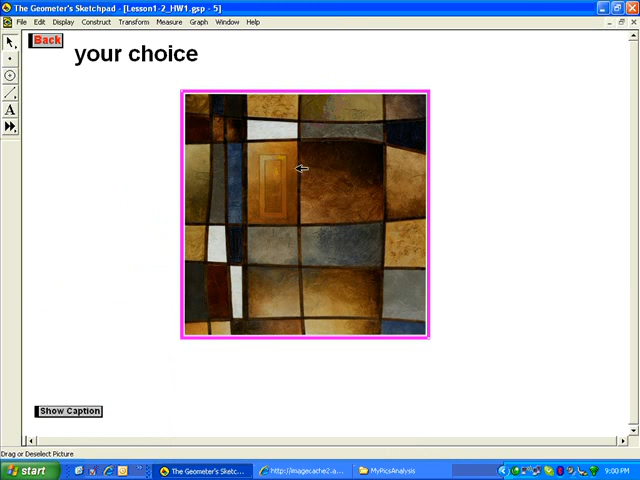 The Geometer's Sketchpad - [Lesson1-2_HW1.gsp - 5]
File Edit Display Construct Transform Measure Graph Window Help
Back
your choice
A
Show Caption
Drag or Deselect Picture
start The Geometer's Sketc... http://imagecache2.a... MyPicsAnalysis 9:00 PM